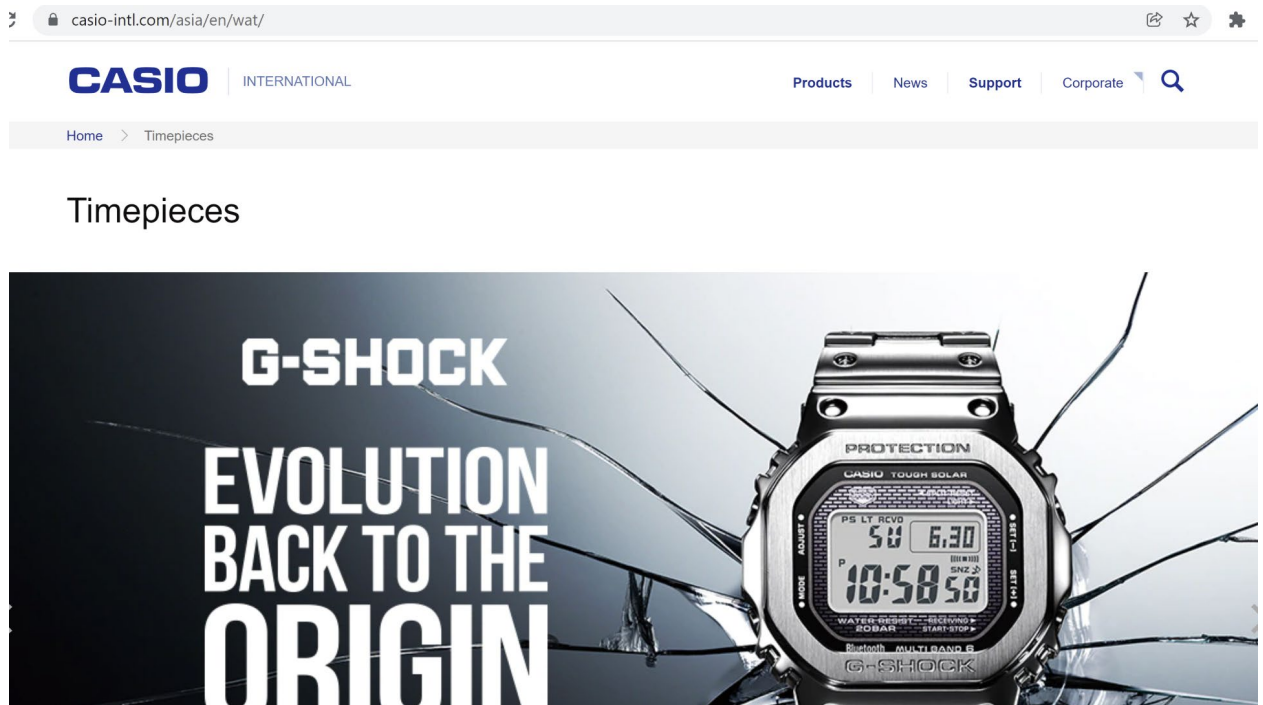 casio-intl.com/asia/en/wat/
CASIO INTERNATIONAL Products News Support Corporate
Home > Timepieces
Timepieces
G-SHOCK
EVOLUTION
BACK TO THE
ORIGIN
PROTECTION
CASIO TOUGH SOLAR
PS LT RCVD
SU 6.30
ADJUST
SET [-]
P
SNZ
10:58 50
MODE
SET [+]
WATER RESIST RECEIVING
20BAR START·STOP
Bluetooth MULTI BAND 6
G-SHOCK